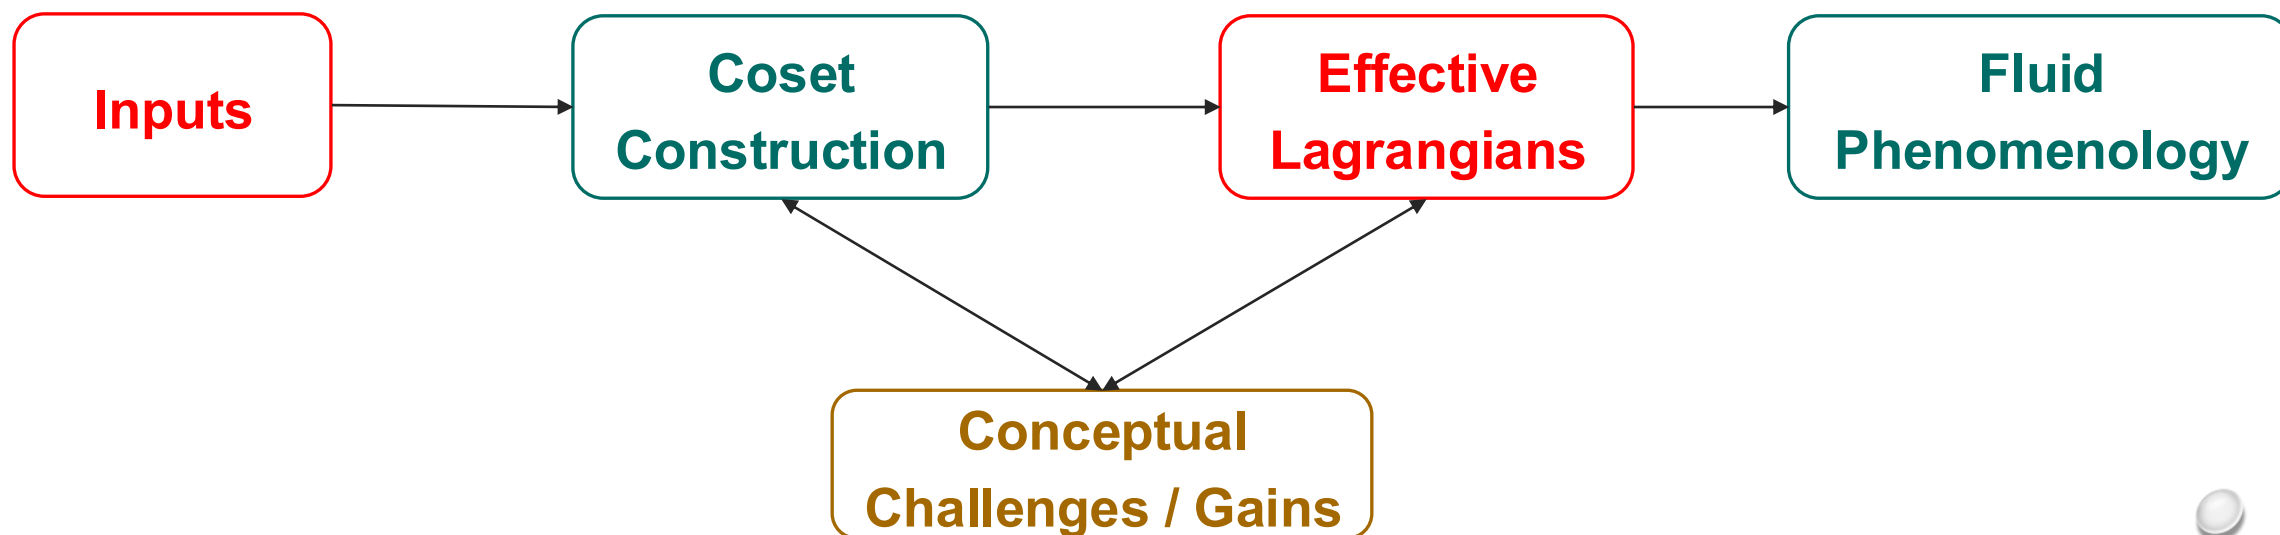 Inputs
Coset
Construction
Effective
Lagrangians
Fluid
Phenomenology
Conceptual
Challenges / Gains